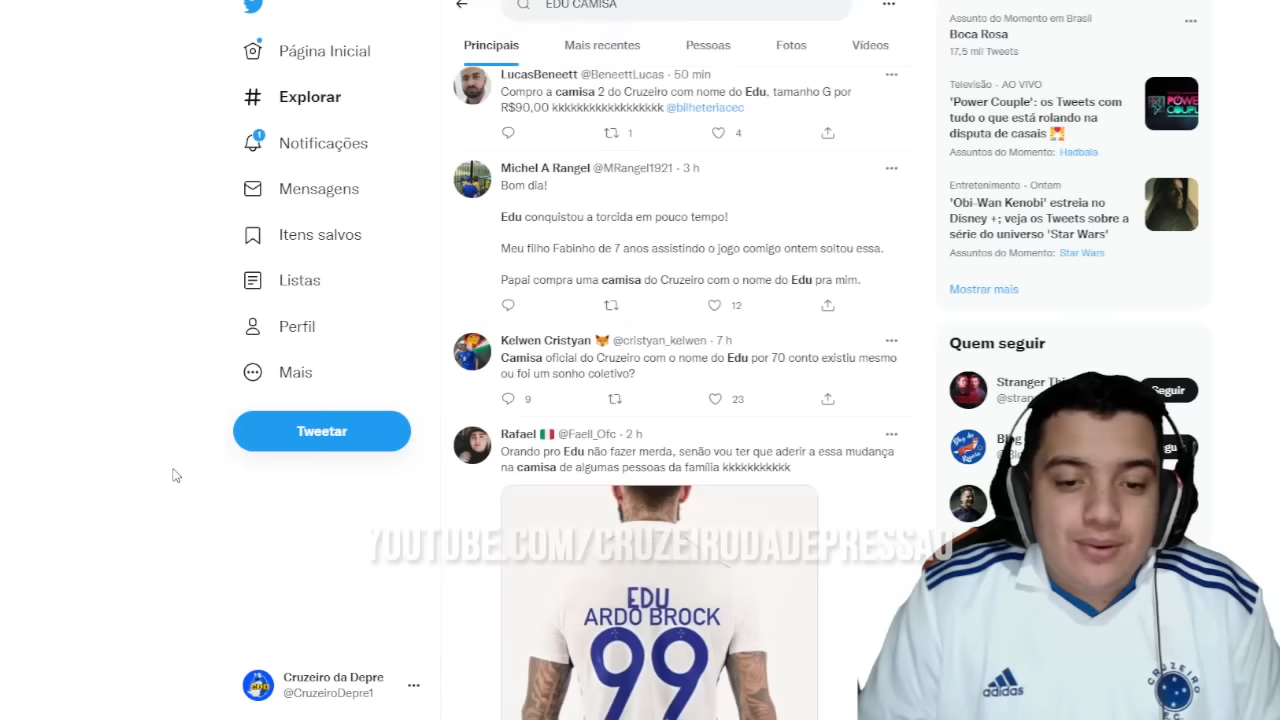 EDU CAMISA
Principais
Mais recentes
Pessoas
Fotos
Vídeos
Página Inicial
Explorar
1
Notificações
Mensagens
Itens salvos
Listas
Perfil
Mais
Tweetar
Cruzeiro da Depre
@CruzeiroDepre1
LucasBeneett @BeneettLucas · 50 min
Compro a camisa 2 do Cruzeiro com nome do Edu, tamanho G por
R$90,00 kkkkkkkkkkkkkkkkkk @bilheteriacec
1
4
Michel A Rangel @MRangel1921 · 3 h
Bom dia!
Edu conquistou a torcida em pouco tempo!
Meu filho Fabinho de 7 anos assistindo o jogo comigo ontem soltou essa.
Papai compra uma camisa do Cruzeiro com o nome do Edu pra mim.
12
Kelwen Cristyan @cristyan_kelwen · 7 h
Camisa oficial do Cruzeiro com o nome do Edu por 70 conto existiu mesmo
ou foi um sonho coletivo?
9
23
Rafael @Faell_Ofc · 2 h
Orando pro Edu não fazer merda, senão vou ter que aderir a essa mudança
na camisa de algumas pessoas da família kkkkkkkkkkk
YOUTUBE.COM/CRUZEIRODADEPRESSAO
EDU
ARDO BROCK
99
Assunto do Momento em Brasil
Boca Rosa
17,5 mil Tweets
Televisão · AO VIVO
'Power Couple': os Tweets com
tudo o que está rolando na
disputa de casais
Assuntos do Momento: Hadbala
POWER
COUPLE
Entretenimento · Ontem
'Obi-Wan Kenobi' estreia no
Disney +; veja os Tweets sobre a
série do universo 'Star Wars'
Assuntos do Momento: Star Wars
Mostrar mais
Quem seguir
Stranger
Seguir
adidas
CRUZEIRO
E.C.